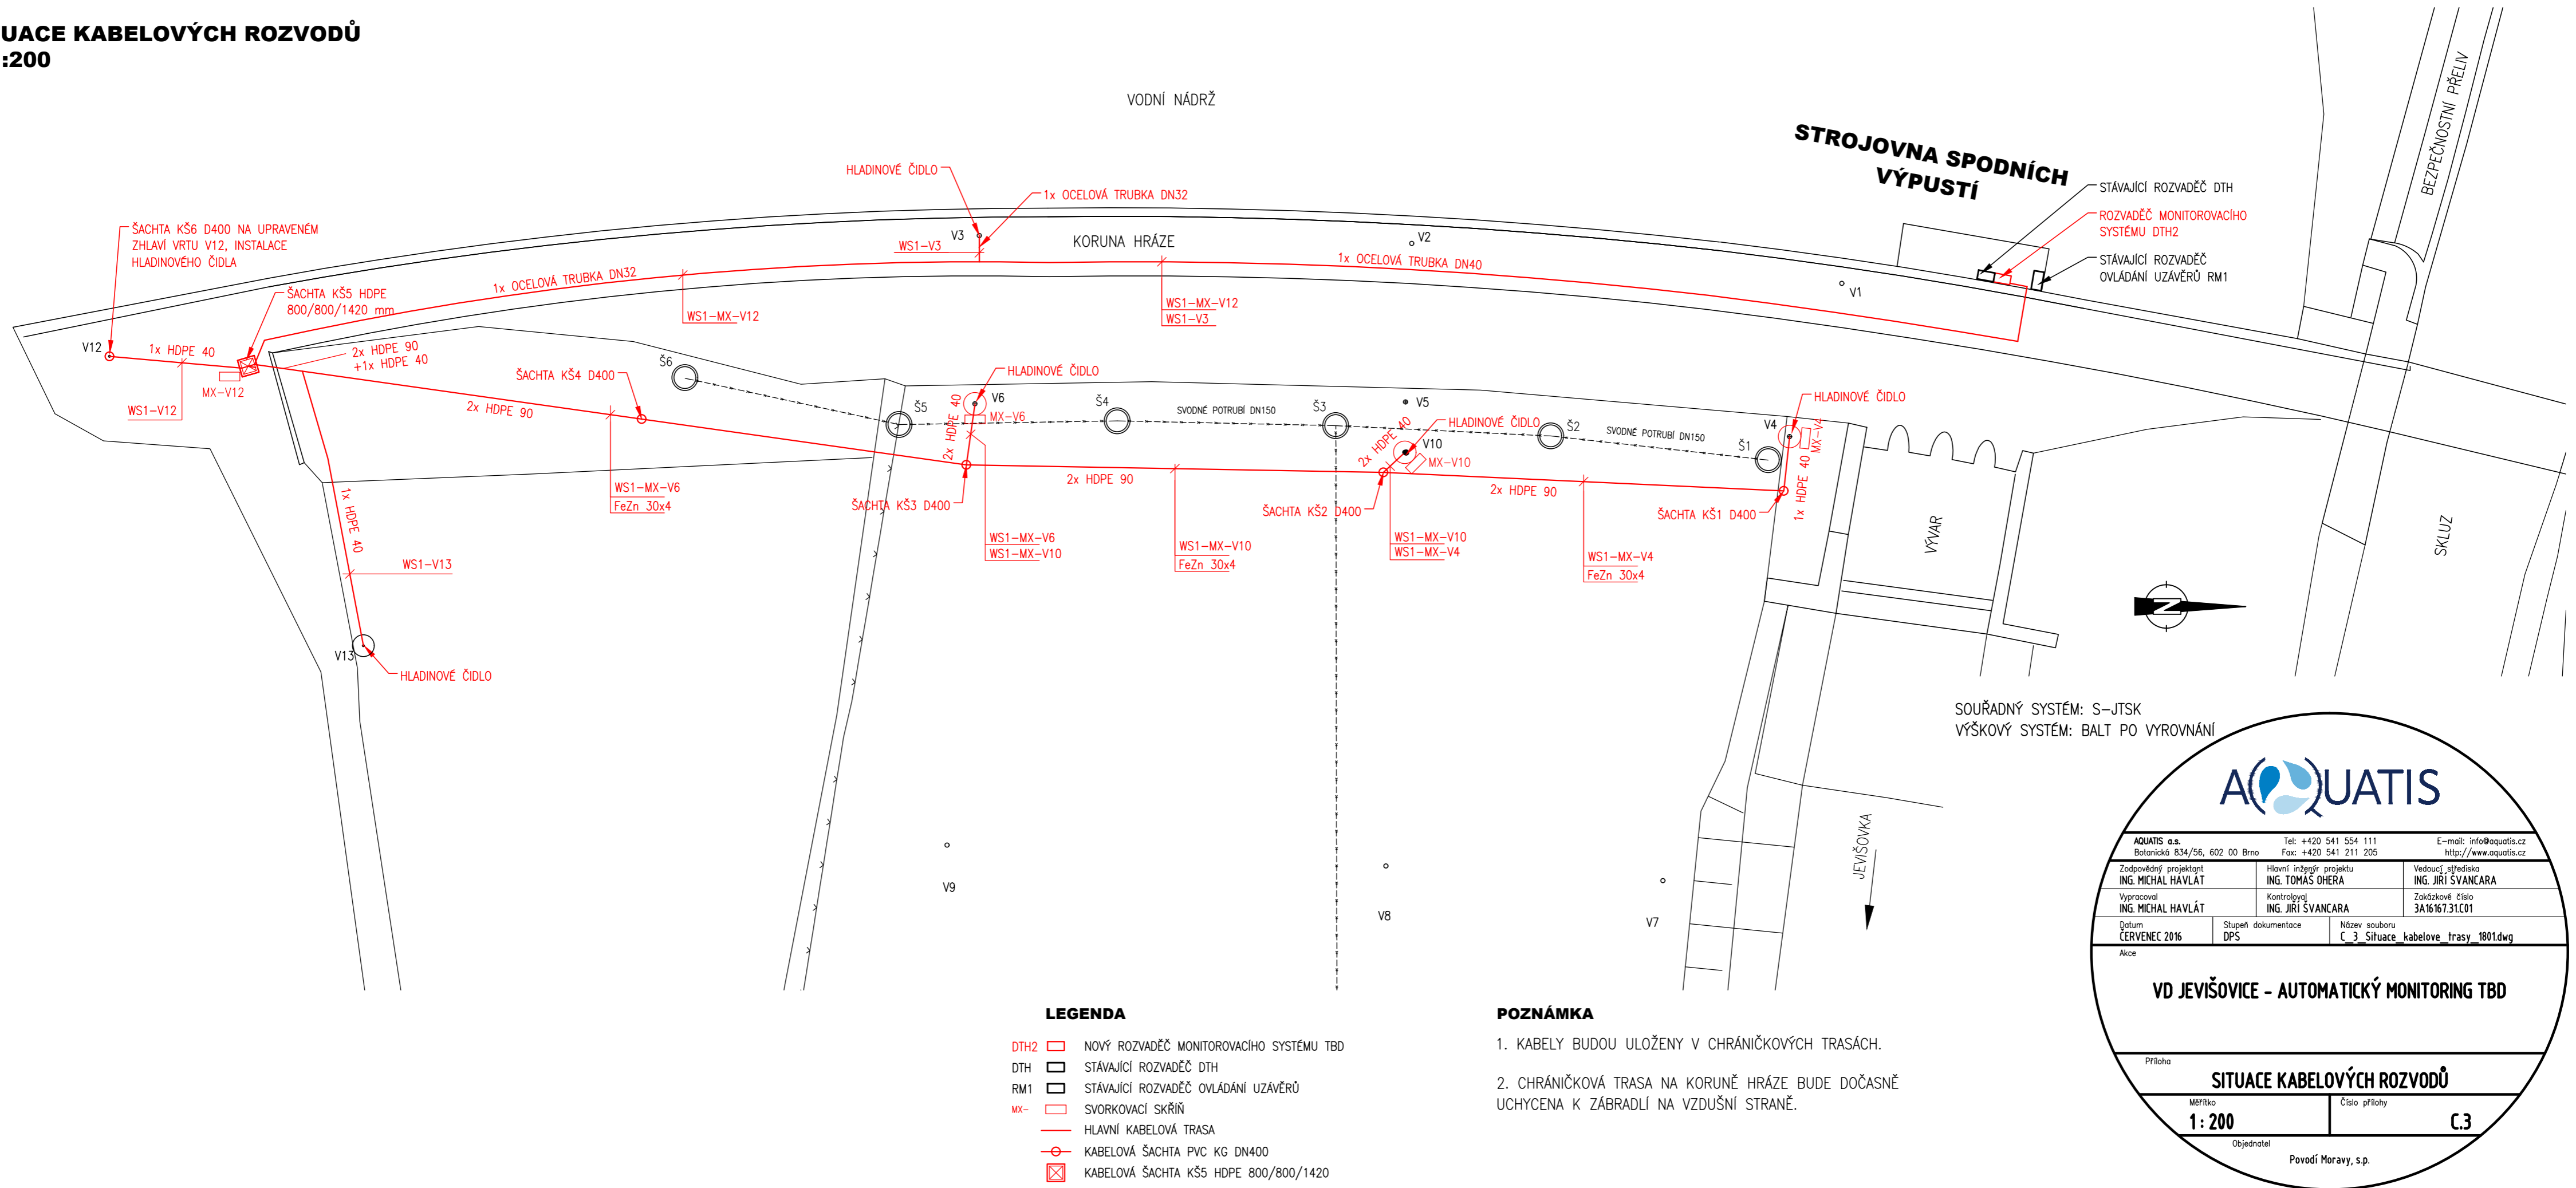 UACE KABELOVÝCH ROZVODŮ
:200
VODNÍ NÁDRŽ
BEZPEČNOSTNÍ PŘELIV
STROJOVNA SPODNÍCH
VÝPUSTÍ
STÁVAJÍCÍ ROZVADĚČ DTH
ROZVADĚČ MONITOROVACÍHO
SYSTÉMU DTH2
STÁVAJÍCÍ ROZVADĚČ
OVLÁDÁNÍ UZÁVĚRŮ RM1
HLADINOVÉ ČIDLO
1x OCELOVÁ TRUBKA DN32
ŠACHTA KŠ6 D400 NA UPRAVENÉM
ZHLAVÍ VRTU V12, INSTALACE
HLADINOVÉHO ČIDLA
V3
WS1-V3
KORUNA HRÁZE
V2
1x OCELOVÁ TRUBKA DN40
V1
1x OCELOVÁ TRUBKA DN32
ŠACHTA KŠ5 HDPE
800/800/1420 mm
WS1-MX-V12
WS1-MX-V12
WS1-V3
V12
1x HDPE 40
2x HDPE 90
+1x HDPE 40
MX-V12
WS1-V12
2x HDPE 90
ŠACHTA KŠ4 D400
Š6
Š5
HLADINOVÉ ČIDLO
V6
MX-V6
2x HDPE 40
Š4
SVODNÉ POTRUBÍ DN150
Š3
V5
HLADINOVÉ ČIDLO
V10
2x HDPE 40
MX-V10
Š2
SVODNÉ POTRUBÍ DN150
Š1
HLADINOVÉ ČIDLO
V4
MX-V4
1x HDPE 40
WS1-MX-V6
FeZn 30x4
ŠACHTA KŠ3 D400
2x HDPE 90
ŠACHTA KŠ2 D400
2x HDPE 90
ŠACHTA KŠ1 D400
WS1-MX-V6
WS1-MX-V10
WS1-MX-V10
FeZn 30x4
WS1-MX-V10
WS1-MX-V4
WS1-MX-V4
FeZn 30x4
1x HDPE 40
WS1-V13
V13
HLADINOVÉ ČIDLO
VÝVAR
SKLUZ
Z
JEVIŠOVKA
V9
V8
V7
SOUŘADNÝ SYSTÉM: S-JTSK
VÝŠKOVÝ SYSTÉM: BALT PO VYROVNÁNÍ
LEGENDA
DTH2 NOVÝ ROZVADĚČ MONITOROVACÍHO SYSTÉMU TBD
DTH STÁVAJÍCÍ ROZVADĚČ DTH
RM1 STÁVAJÍCÍ ROZVADĚČ OVLÁDÁNÍ UZÁVĚRŮ
MX- SVORKOVACÍ SKŘÍŇ
HLAVNÍ KABELOVÁ TRASA
KABELOVÁ ŠACHTA PVC KG DN400
KABELOVÁ ŠACHTA KŠ5 HDPE 800/800/1420
POZNÁMKA
1. KABELY BUDOU ULOŽENY V CHRÁNIČKOVÝCH TRASÁCH.
2. CHRÁNIČKOVÁ TRASA NA KORUNĚ HRÁZE BUDE DOČASNĚ
UCHYCENA K ZÁBRADLÍ NA VZDUŠNÍ STRANĚ.
AQUATIS
AQUATIS a.s. Tel: +420 541 554 111 E-mail: info@aquatis.cz
Botanická 834/56, 602 00 Brno Fax: +420 541 211 205 http://www.aquatis.cz
Zodpovědný projektant Hlavní inženýr projektu Vedoucí střediska
ING. MICHAL HAVLÁT ING. TOMÁŠ OHERA ING. JIŘÍ ŠVANCARA
Vypracoval Kontroloval Zakázkové číslo
ING. MICHAL HAVLÁT ING. JIŘÍ ŠVANCARA 3A16167.31.C01
Datum Stupeň dokumentace Název souboru
ČERVENEC 2016 DPS C_3_Situace_kabelove_trasy_1801.dwg
Akce
VD JEVIŠOVICE - AUTOMATICKÝ MONITORING TBD
Příloha
SITUACE KABELOVÝCH ROZVODŮ
Měřítko Číslo přílohy
1 : 200 C.3
Objednatel
Povodí Moravy, s.p.